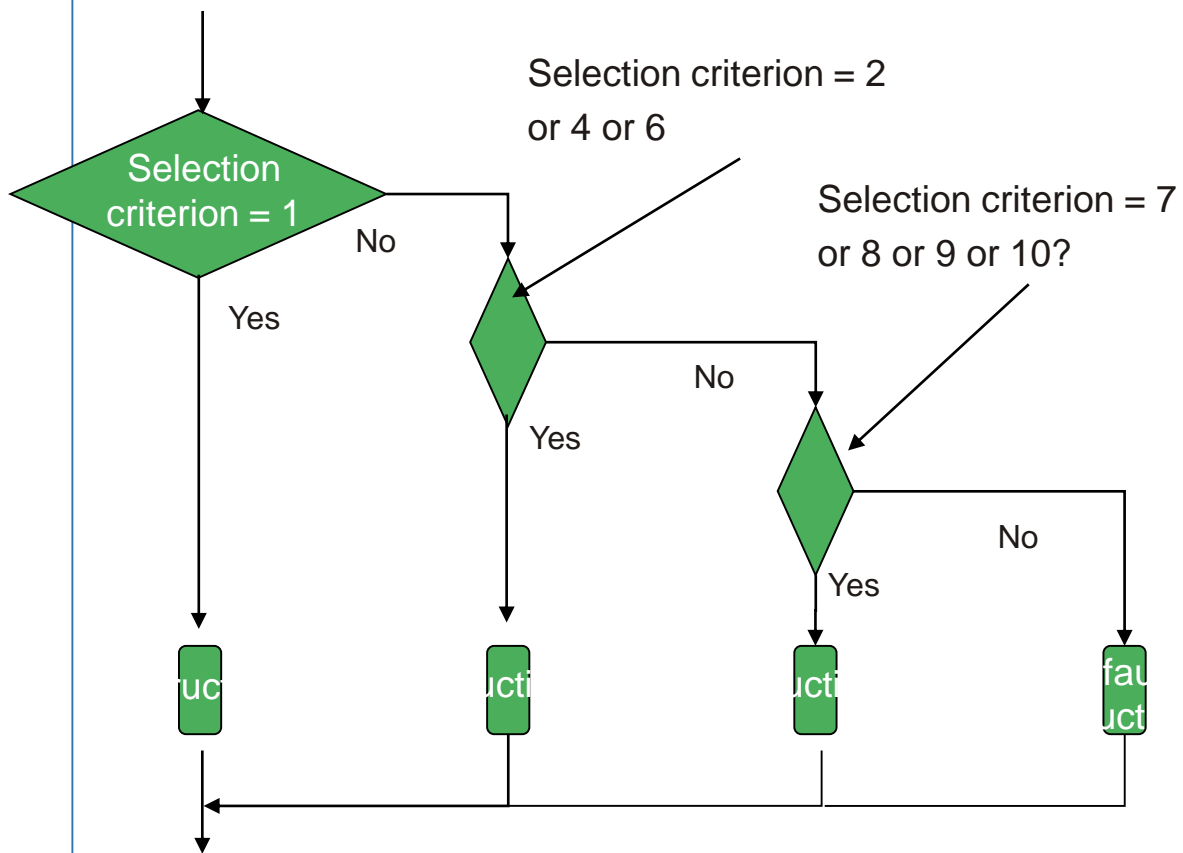 Selection criterion = 2
or 4 or 6
Selection
criterion = 1
Selection criterion = 7
or 8 or 9 or 10?
No
Yes
No
Yes
No
Yes